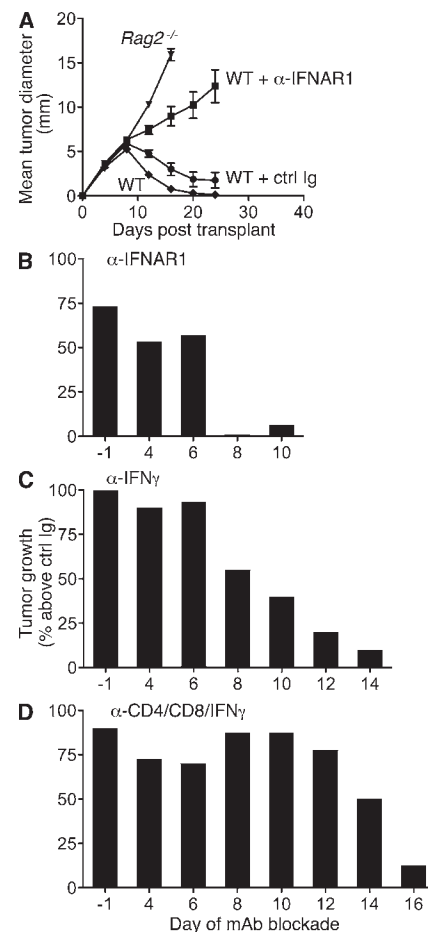 A
20
Rag2-/-
15
WT + α-IFNAR1
10
5
WT
WT + ctrl Ig
0
0 10 20 30 40
Mean tumor diameter
(mm)
Days post transplant
B
α-IFNAR1
100
75
50
25
0
-1 4 6 8 10
C
α-IFNγ
100
75
50
25
0
-1 4 6 8 10 12 14
Tumor growth
(% above ctrl Ig)
D
α-CD4/CD8/IFNγ
100
75
50
25
0
-1 4 6 8 10 12 14 16
Day of mAb blockade